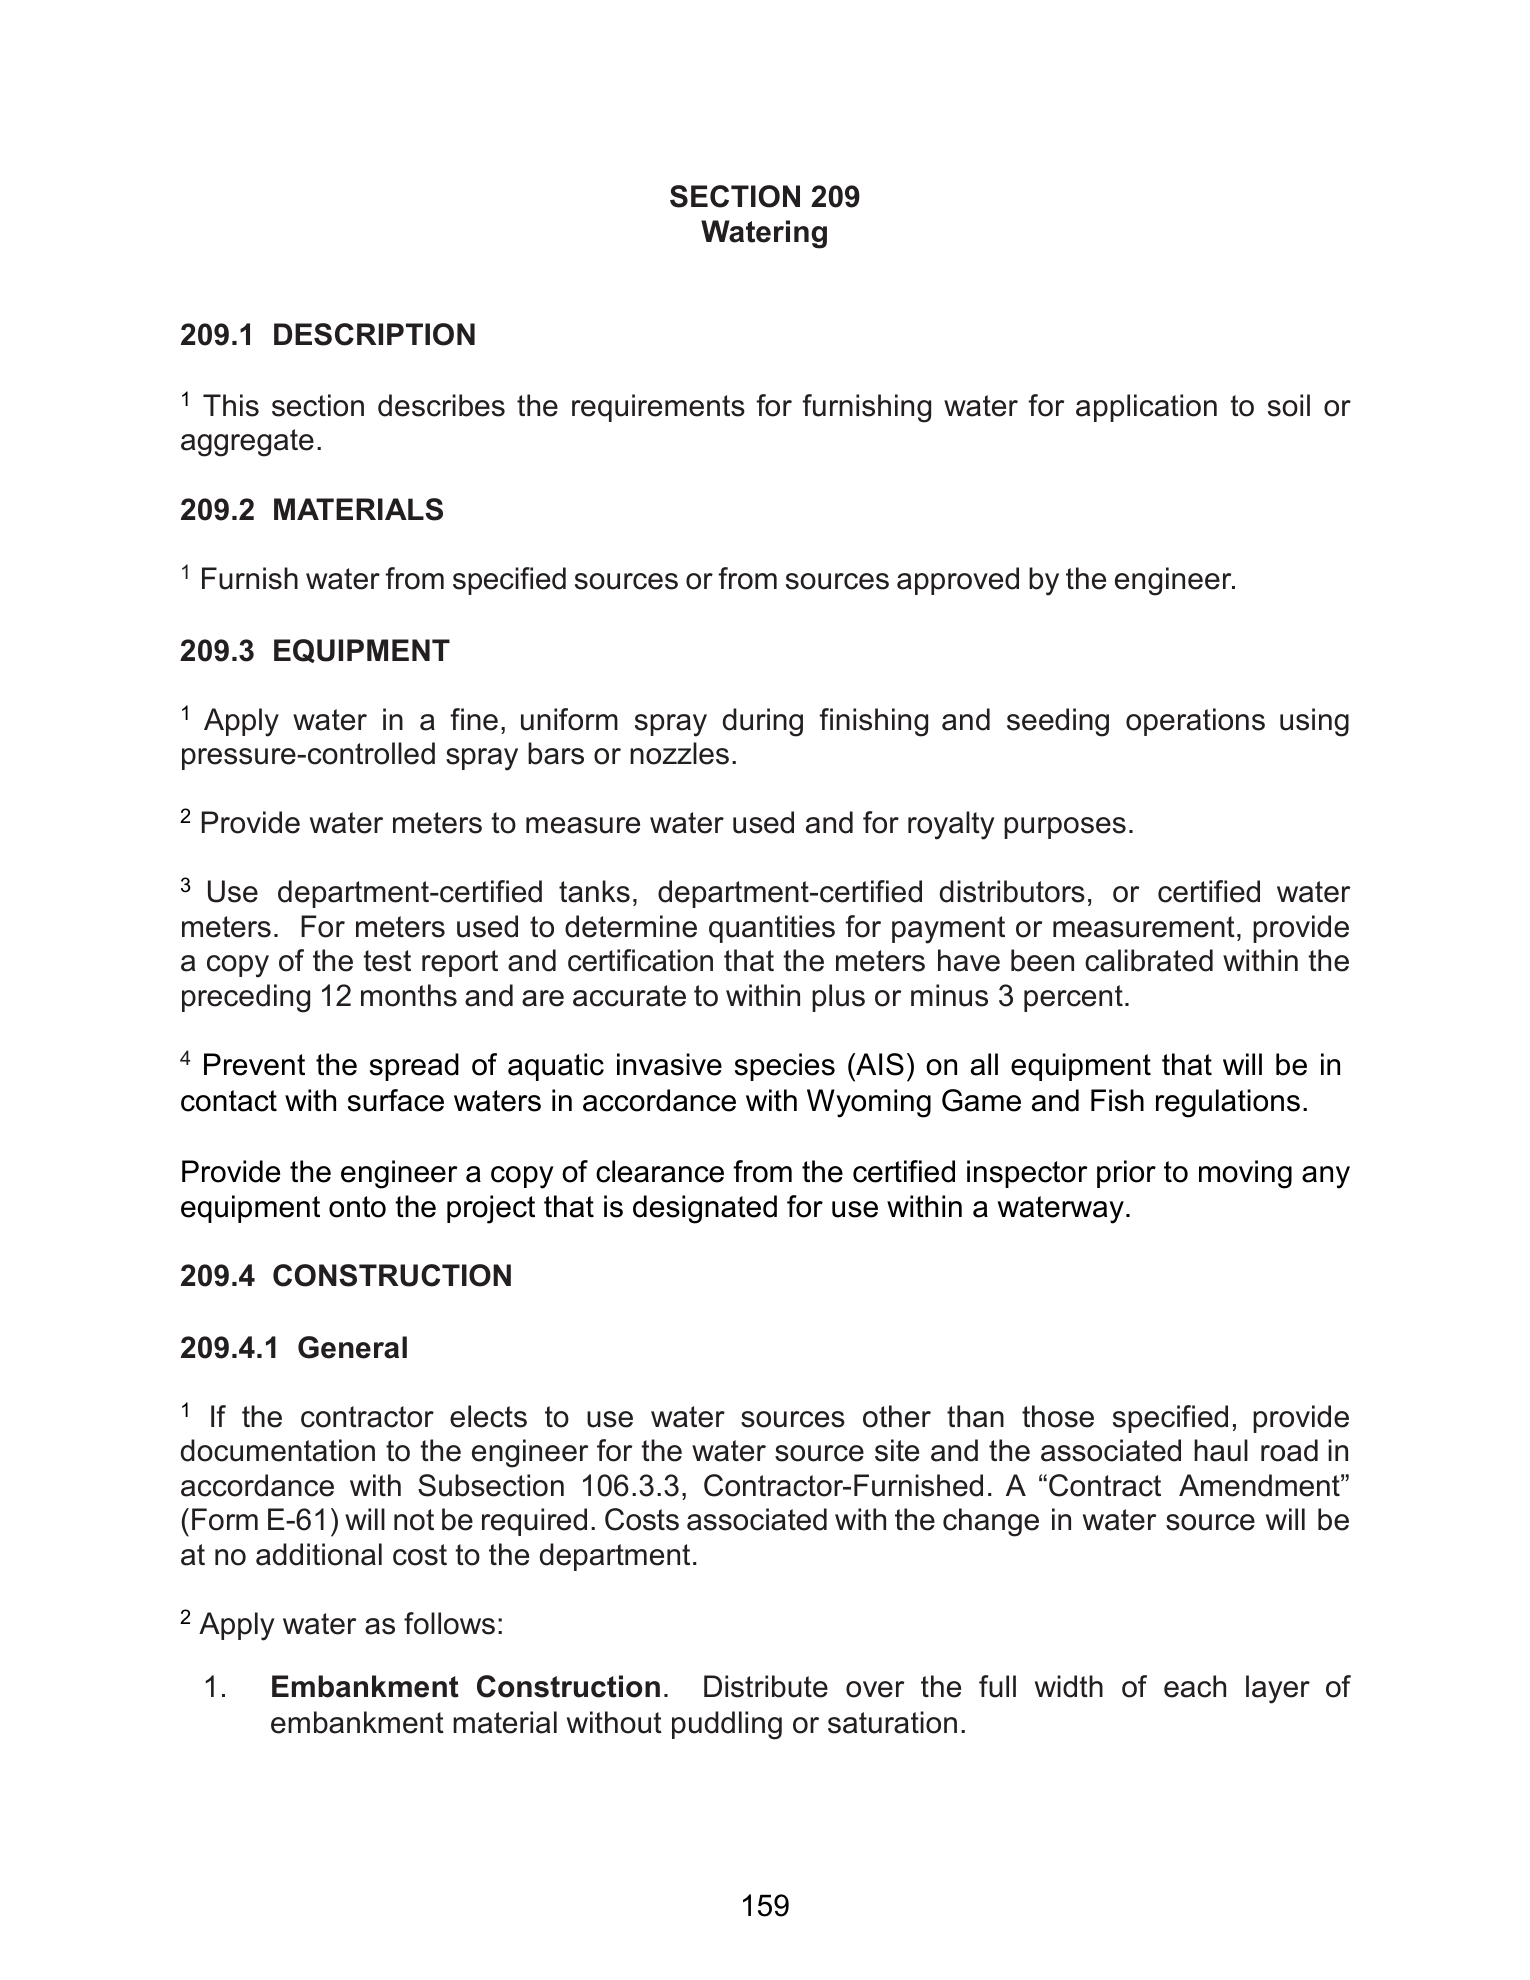 SECTION 209
Watering
209.1 DESCRIPTION
1 This section describes the requirements for furnishing water for application to soil or
aggregate.
209.2 MATERIALS
1 Furnish water from specified sources or from sources approved by the engineer.
209.3 EQUIPMENT
1 Apply water in a fine, uniform spray during finishing and seeding operations using
pressure-controlled spray bars or nozzles.
2 Provide water meters to measure water used and for royalty purposes.
3 Use department-certified tanks, department-certified distributors, or certified water
meters. For meters used to determine quantities for payment or measurement, provide
a copy of the test report and certification that the meters have been calibrated within the
preceding 12 months and are accurate to within plus or minus 3 percent.
4 Prevent the spread of aquatic invasive species (AIS) on all equipment that will be in
contact with surface waters in accordance with Wyoming Game and Fish regulations.
Provide the engineer a copy of clearance from the certified inspector prior to moving any
equipment onto the project that is designated for use within a waterway.
209.4 CONSTRUCTION
209.4.1 General
1 If the contractor elects to use water sources other than those specified, provide
documentation to the engineer for the water source site and the associated haul road in
accordance with Subsection 106.3.3, Contractor-Furnished. A “Contract Amendment”
(Form E-61) will not be required. Costs associated with the change in water source will be
at no additional cost to the department.
2 Apply water as follows:
1. Embankment Construction. Distribute over the full width of each layer of
embankment material without puddling or saturation.
159